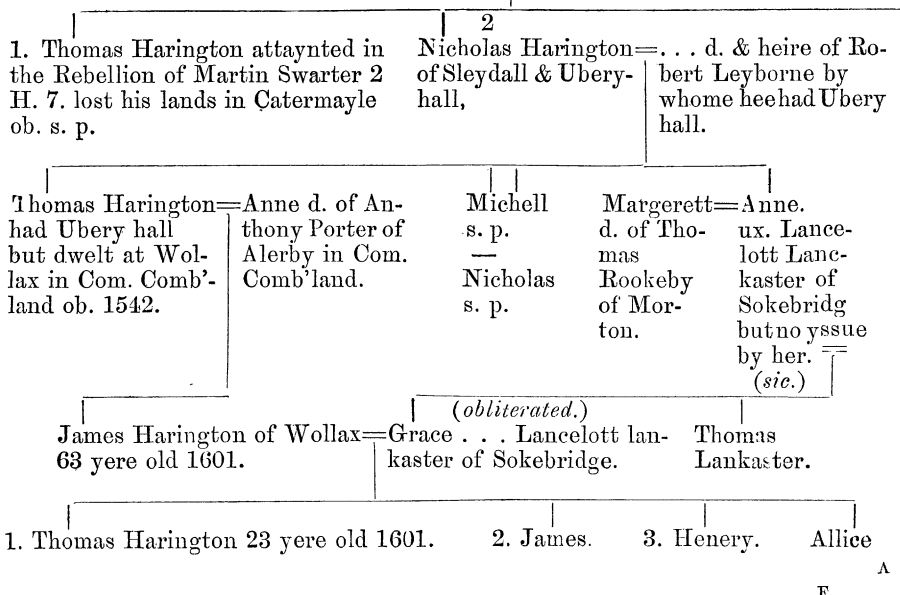 2
1. Thomas Harington attaynted in
the Rebellion of Martin Swarter 2
H. 7. lost his lands in Catermayle
ob. s. p.
Nicholas Harington=
of Sleydall & Ubery-
hall,
. . . d. & heire of Ro-
bert Leyborne by
whome hee had Ubery
hall.
Thomas Harington=
had Ubery hall
but dwelt at Wol-
lax in Com. Comb'-
land ob. 1542.
Anne d. of An-
thony Porter of
Alerby in Com.
Comb'land.
Michell
s. p.
—
Nicholas
s. p.
Margerett=
d. of Tho-
mas
Rookeby
of Mor-
ton.
Anne.
ux. Lance-
lott Lanc-
kaster of
Sokebridg
but no yssue
by her. =
(sic.)
James Harington of Wollax=
63 yere old 1601.
(obliterated.)
Grace . . . Lancelott lan-
kaster of Sokebridge.
Thomas
Lankaster.
1. Thomas Harington 23 yere old 1601.
2. James.
3. Henery.
Allice
A
F